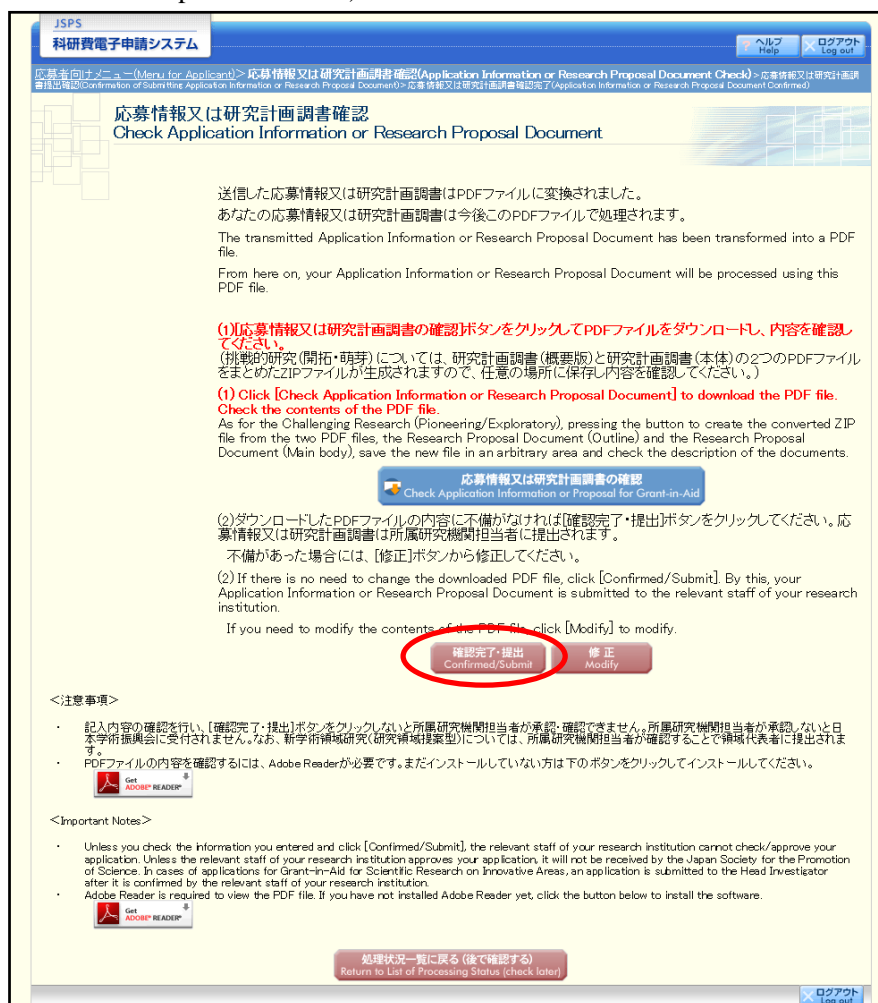 JSPS
科研費電子申請システム
ヘルプ
Help
ログアウト
Log out
応募者向けメニュー(Menu for Applicant)> 応募情報又は研究計画調書確認(Application Information or Research Proposal Document Check)>応募情報又は研究計画調
書提出確認(Confirmation of Submitting Application Information or Research Proposal Document)>応募情報又は研究計画調書確認完了(Application Information or Research Proposal Document Confirmed)
応募情報又は研究計画調書確認
Check Application Information or Research Proposal Document
送信した応募情報又は研究計画調書はPDFファイルに変換されました。
あなたの応募情報又は研究計画調書は今後このPDFファイルで処理されます。
The transmitted Application Information or Research Proposal Document has been transformed into a PDF
file.
From here on, your Application Information or Research Proposal Document will be processed using this
PDF file.
(1)[応募情報又は研究計画調書の確認]ボタンをクリックしてPDFファイルをダウンロードし、内容を確認し
てください。
(挑戦的研究(開拓・萌芽)については、研究計画調書(概要版)と研究計画調書(本体)の2つのPDFファイル
をまとめたZIPファイルが生成されますので、任意の場所に保存し内容を確認してください。)
(1) Click [Check Application Information or Research Proposal Document] to download the PDF file.
Check the contents of the PDF file.
As for the Challenging Research (Pioneering/Exploratory), pressing the button to create the converted ZIP
file from the two PDF files, the Research Proposal Document (Outline) and the Research Proposal
Document (Main body), save the new file in an arbitrary area and check the description of the documents.
応募情報又は研究計画調書の確認
Check Application Information or Proposal for Grant-in-Aid
(2)ダウンロードしたPDFファイルの内容に不備がなければ[確認完了・提出]ボタンをクリックしてください。応
募情報又は研究計画調書は所属研究機関担当者に提出されます。
不備があった場合には、[修正]ボタンから修正してください。
(2) If there is no need to change the downloaded PDF file, click [Confirmed/Submit]. By this, your
Application Information or Research Proposal Document is submitted to the relevant staff of your research
institution.
If you need to modify the contents of the PDF file, click [Modify] to modify.
確認完了・提出
Confirmed/Submit
修 正
Modify
<注意事項>
・ 記入内容の確認を行い、[確認完了・提出]ボタンをクリックしないと所属研究機関担当者が承認・確認できません。所属研究機関担当者が承認しないと日
本学術振興会に受付されません。なお、新学術領域研究(研究領域提案型)については、所属研究機関担当者が確認することで領域代表者に提出されま
す。
・ PDFファイルの内容を確認するには、Adobe Readerが必要です。まだインストールしていない方は下のボタンをクリックしてインストールしてください。
Get
ADOBE® READER®
<Important Notes>
・ Unless you check the information you entered and click [Confirmed/Submit], the relevant staff of your research institution cannot check/approve your
application. Unless the relevant staff of your research institution approves your application, it will not be received by the Japan Society for the Promotion
of Science. In cases of applications for Grant-in-Aid for Scientific Research on Innovative Areas, an application is submitted to the Head Investigator
after it is confirmed by the relevant staff of your research institution.
・ Adobe Reader is required to view the PDF file. If you have not installed Adobe Reader yet, click the button below to install the software.
Get
ADOBE® READER®
処理状況一覧に戻る (後で確認する)
Return to List of Processing Status (check later)
ログアウト
Log out